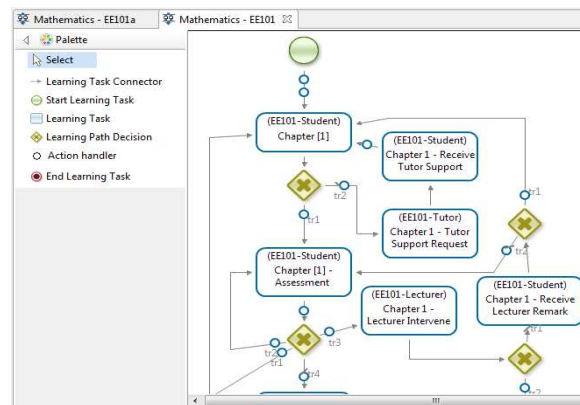 Mathematics - EE101a
Mathematics - EE101
Palette
Select
Learning Task Connector
Start Learning Task
Learning Task
Learning Path Decision
Action handler
End Learning Task
(EE101-Student)
Chapter [1]
(EE101-Student)
Chapter 1 - Receive
Tutor Support
tr2
tr1
(EE101-Tutor)
Chapter 1 - Tutor
Support Request
tr1
tr2
(EE101-Student)
Chapter [1] -
Assessment
(EE101-Lecturer)
Chapter 1 -
Lecturer Intervene
(EE101-Student)
Chapter 1 - Receive
Lecturer Remark
tr2
tr1
tr3
tr4
tr1
tr2